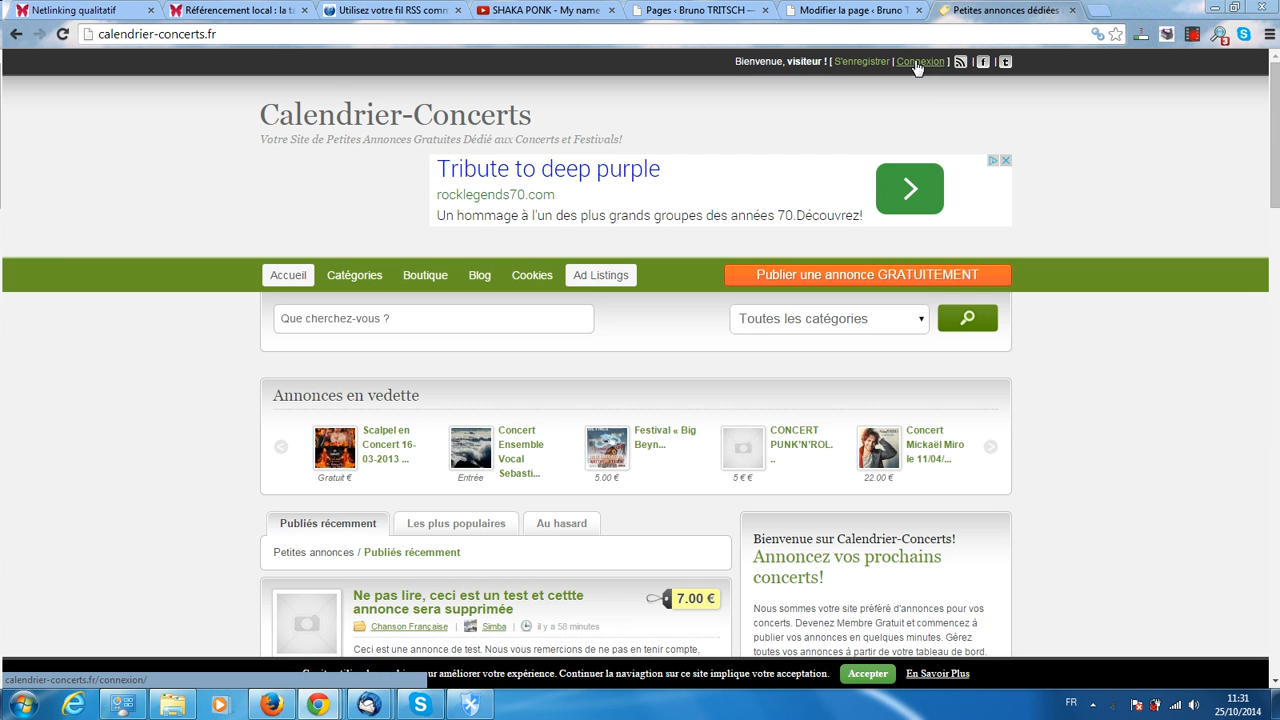 Netlinking qualitatif
Référencement local : la ta
Utilisez votre fil RSS comm
SHAKA PONK - My name
Pages ‹ Bruno TRITSCH —
Modifier la page ‹ Bruno T
Petites annonces dédiées
calendrier-concerts.fr
3
Bienvenue, visiteur ! [ S'enregistrer | Connexion ] | f | t
Calendrier-Concerts
Votre Site de Petites Annonces Gratuites Dédié aux Concerts et Festivals!
Tribute to deep purple
rocklegends70.com
Un hommage à l'un des plus grands groupes des années 70.Découvrez!
Accueil Catégories Boutique Blog Cookies Ad Listings Publier une annonce GRATUITEMENT
Que cherchez-vous ? Toutes les catégories
Annonces en vedette
Scalpel en
Concert 16-
03-2013 ...
Gratuit €
Concert
Ensemble
Vocal
Sebasti...
Entrée
Festival « Big
Beyn...
5.00 €
CONCERT
PUNK'N'ROL.
..
5 € €
Concert
Mickaël Miro
le 11/04/...
22.00 €
Publiés récemment Les plus populaires Au hasard
Petites annonces / Publiés récemment
Ne pas lire, ceci est un test et cettte
annonce sera supprimée
7.00 €
Chanson Française | Simba | il y a 58 minutes
Ceci est une annonce de test. Nous vous remercions de ne pas en tenir compte,
Bienvenue sur Calendrier-Concerts!
Annoncez vos prochains
concerts!
Nous sommes votre site préféré d'annonces pour vos
concerts. Devenez Membre Gratuit et commencez à
publier vos annonces en quelques minutes. Gérez
toutes vos annonces à partir de votre tableau de bord.
ur améliorer votre expérience. Continuer la naviagtion sur ce site implique votre acceptation. Accepter En Savoir Plus
calendrier-concerts.fr/connexion/
FR
11:31
25/10/2014